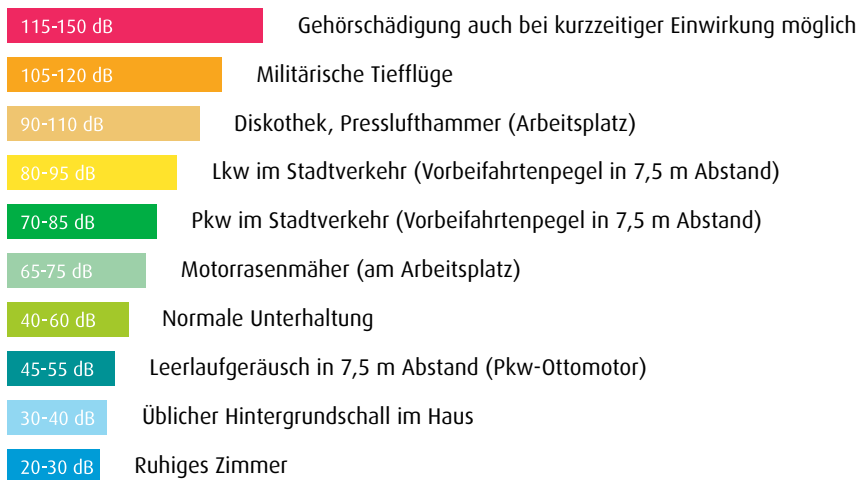 115-150 dB Gehörschädigung auch bei kurzzeitiger Einwirkung möglich
105-120 dB Militärische Tiefflüge
90-110 dB Diskothek, Presslufthammer (Arbeitsplatz)
80-95 dB Lkw im Stadtverkehr (Vorbeifahrtenpegel in 7,5 m Abstand)
70-85 dB Pkw im Stadtverkehr (Vorbeifahrtenpegel in 7,5 m Abstand)
65-75 dB Motorrasenmäher (am Arbeitsplatz)
40-60 dB Normale Unterhaltung
45-55 dB Leerlaufgeräusch in 7,5 m Abstand (Pkw-Ottomotor)
30-40 dB Üblicher Hintergrundschall im Haus
20-30 dB Ruhiges Zimmer